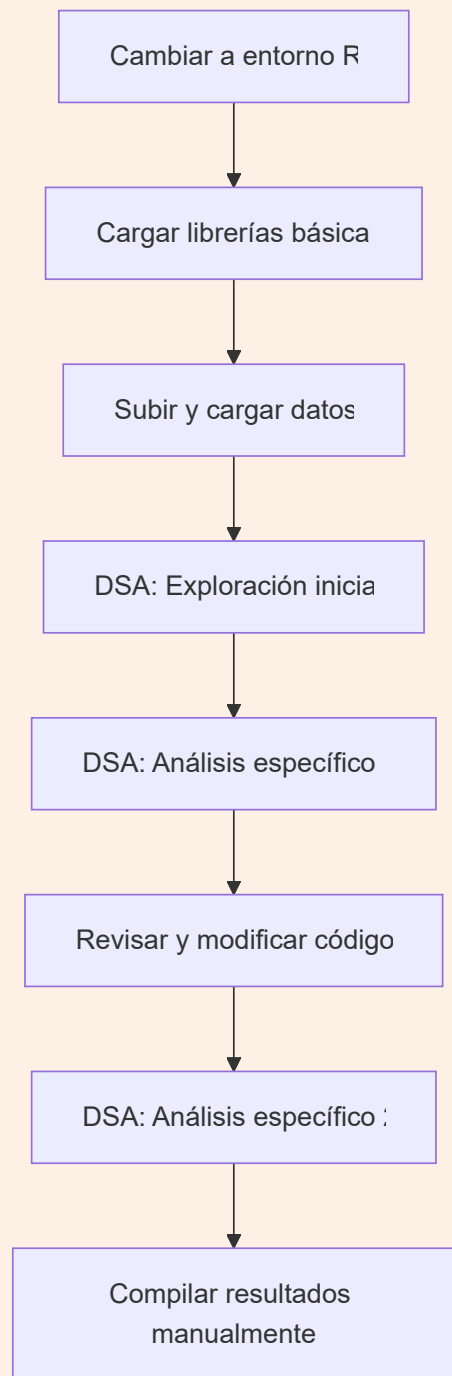 Cambiar a entorno R
Cargar librerías básica
Subir y cargar datos
DSA: Exploración inicia
DSA: Análisis específico
Revisar y modificar código
DSA: Análisis específico
Compilar resultados
manualmente